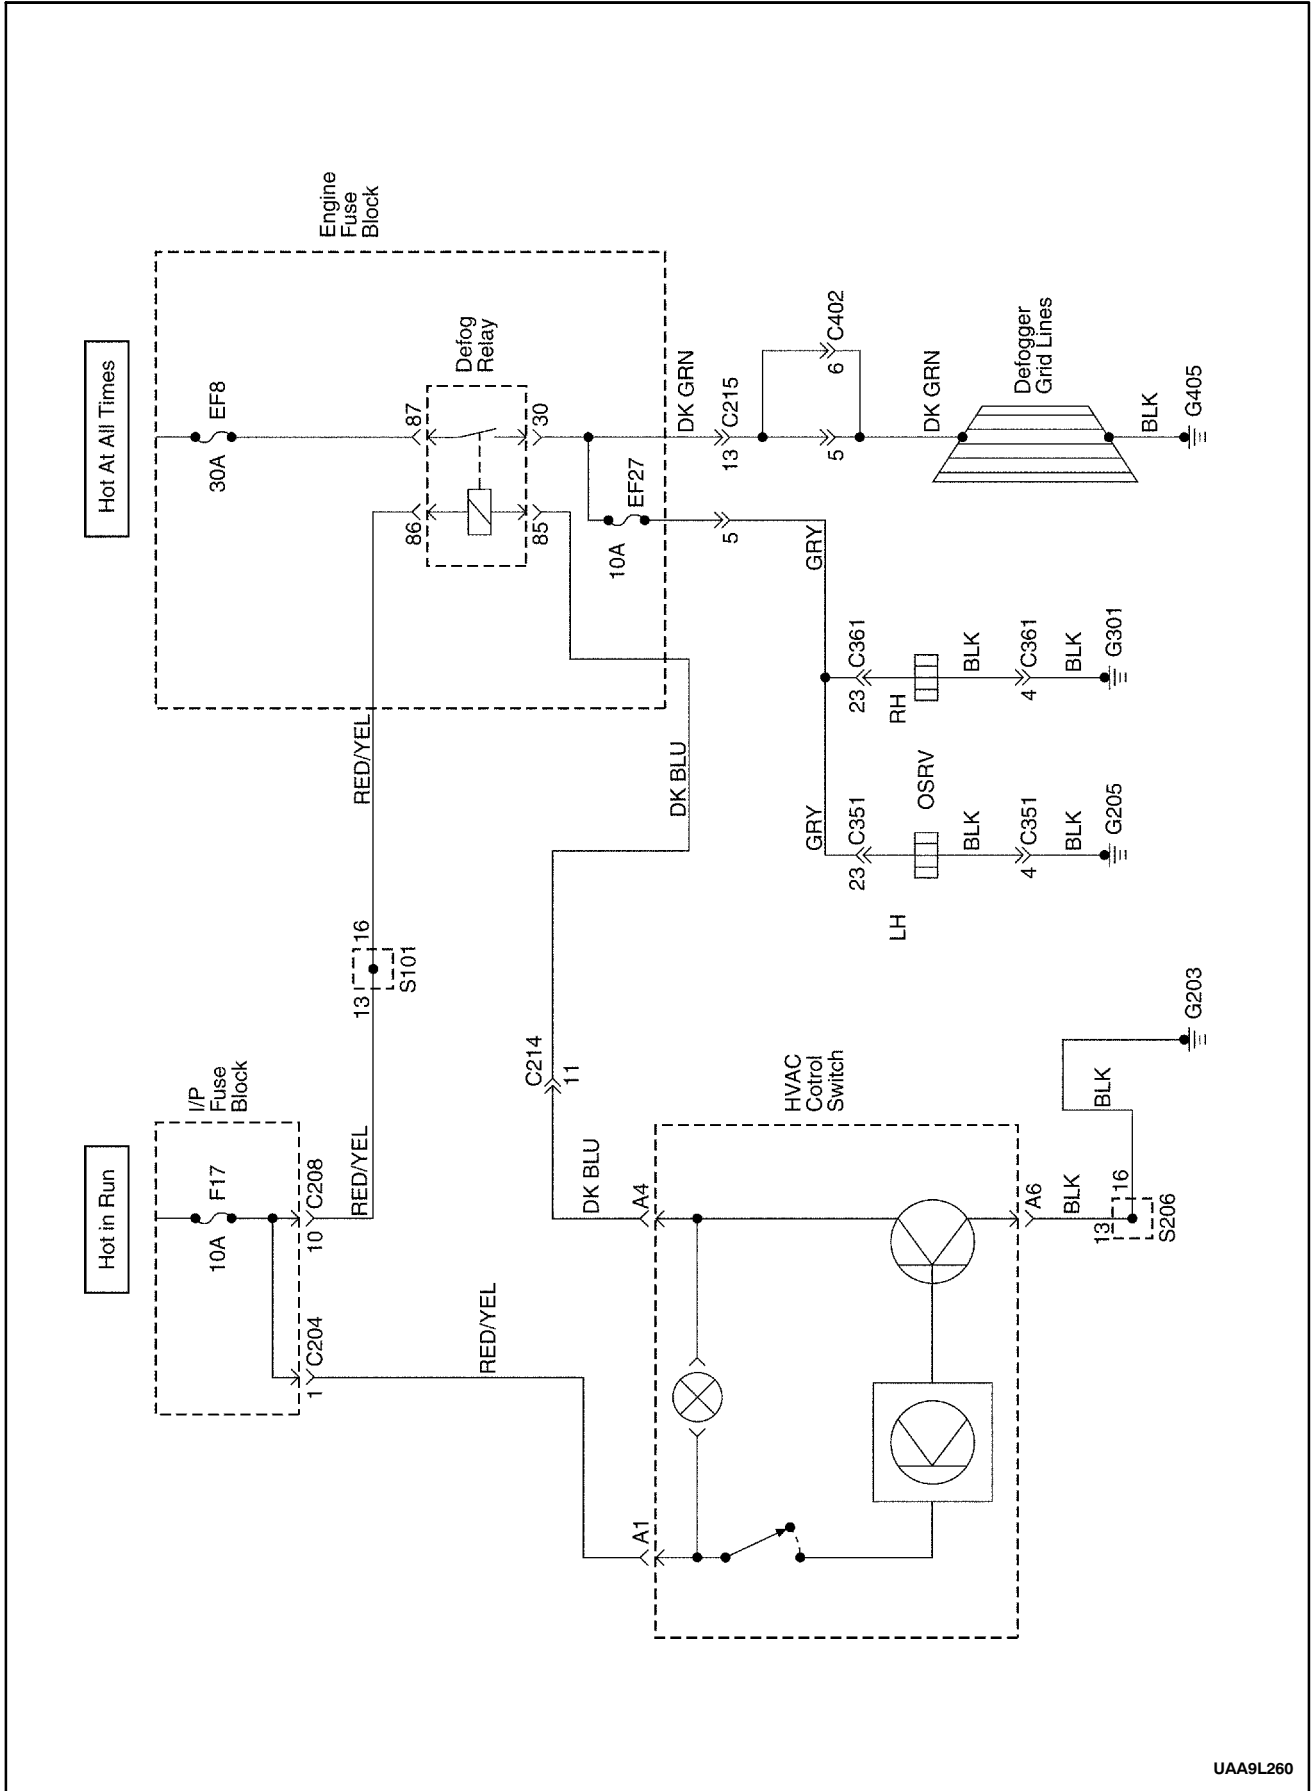 Hot At All Times
Hot in Run
Engine
Fuse
Block
EF8
30A
Defog
Relay
87
30
86
85
EF27
10A
I/P
Fuse
Block
F17
10A
C208
10
C204
1
RED/YEL
13
16
S101
RED/YEL
RED/YEL
DK GRN
C215
13
5
C402
6
5
DK GRN
Defogger
Grid Lines
BLK
G405
GRY
GRY
C361
23
RH
BLK
C361
4
BLK
G301
OSRV
C351
23
LH
BLK
C351
4
BLK
G205
DK BLU
C214
11
DK BLU
HVAC
Cotrol
Switch
A4
A1
A6
BLK
13
16
S206
BLK
G203
UAA9L260